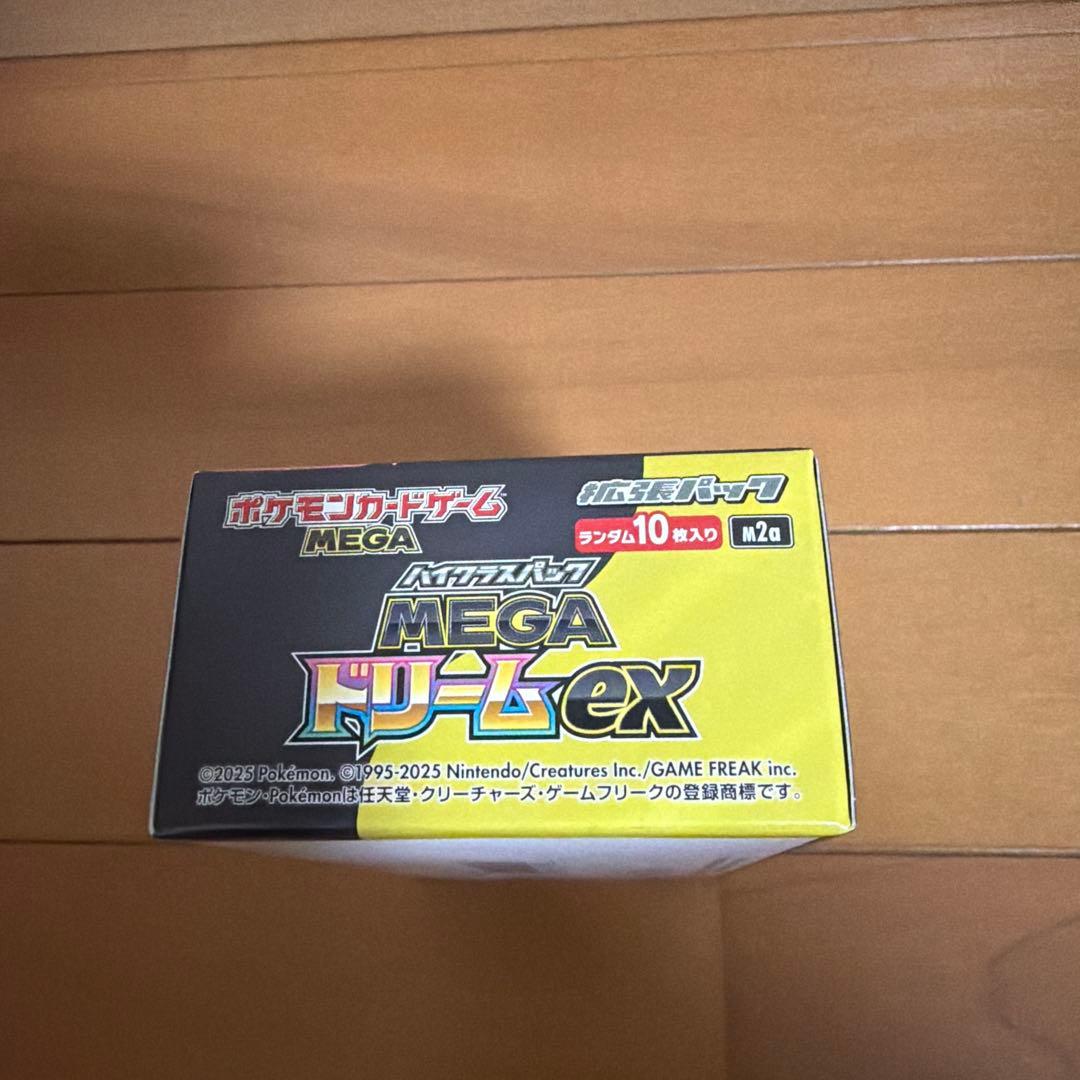 ポケモンカードゲーム
MEGA
拡張パック
ランダム10枚入り M2a
ハイクラスパック
MEGA
ドリームex
©2025 Pokémon. ©1995-2025 Nintendo/Creatures Inc./GAME FREAK inc.
ポケモン・Pokémonは任天堂・クリーチャーズ・ゲームフリークの登録商標です。